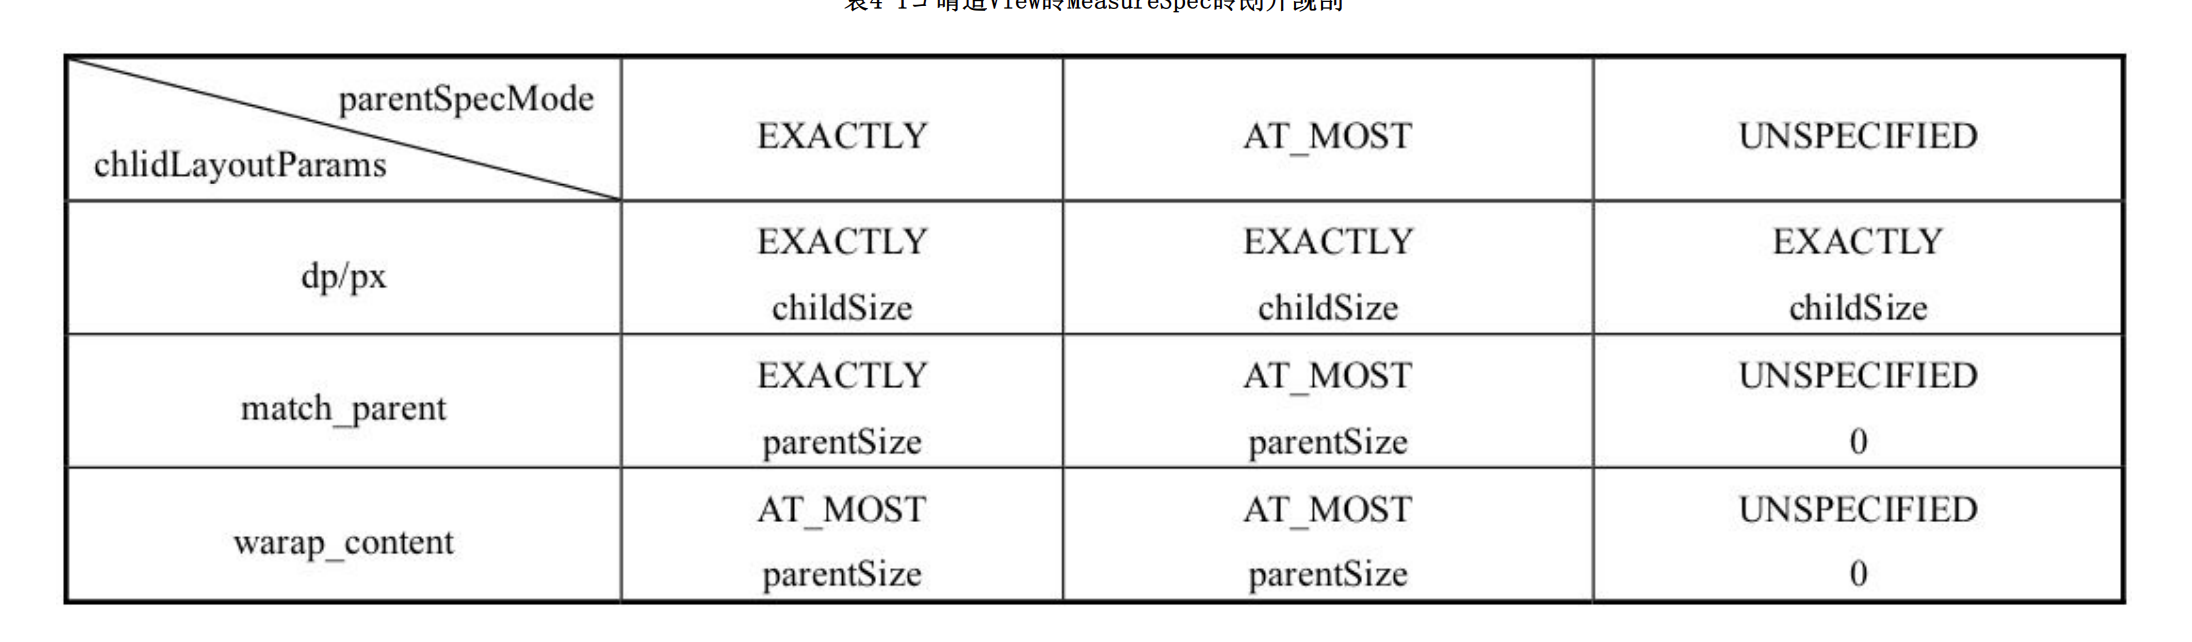 parentSpecMode
chlidLayoutParams
EXACTLY
AT_MOST
UNSPECIFIED
dp/px
EXACTLY
childSize
EXACTLY
childSize
EXACTLY
childSize
match_parent
EXACTLY
parentSize
AT_MOST
parentSize
UNSPECIFIED
0
warap_content
AT_MOST
parentSize
AT_MOST
parentSize
UNSPECIFIED
0